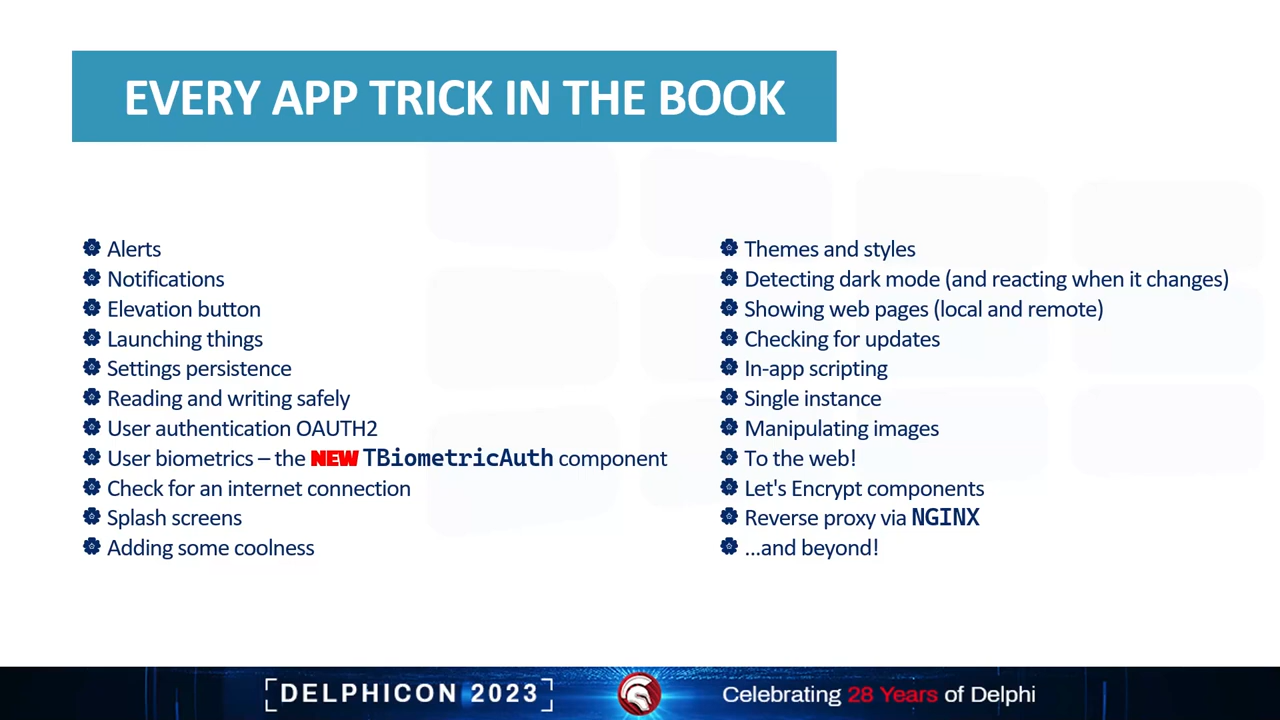 EVERY APP TRICK IN THE BOOK
Alerts
Notifications
Elevation button
Launching things
Settings persistence
Reading and writing safely
User authentication OAUTH2
User biometrics – the NEW TBiometricAuth component
Check for an internet connection
Splash screens
Adding some coolness
Themes and styles
Detecting dark mode (and reacting when it changes)
Showing web pages (local and remote)
Checking for updates
In-app scripting
Single instance
Manipulating images
To the web!
Let's Encrypt components
Reverse proxy via NGINX
...and beyond!
[DELPHICON 2023]
Celebrating 28 Years of Delphi